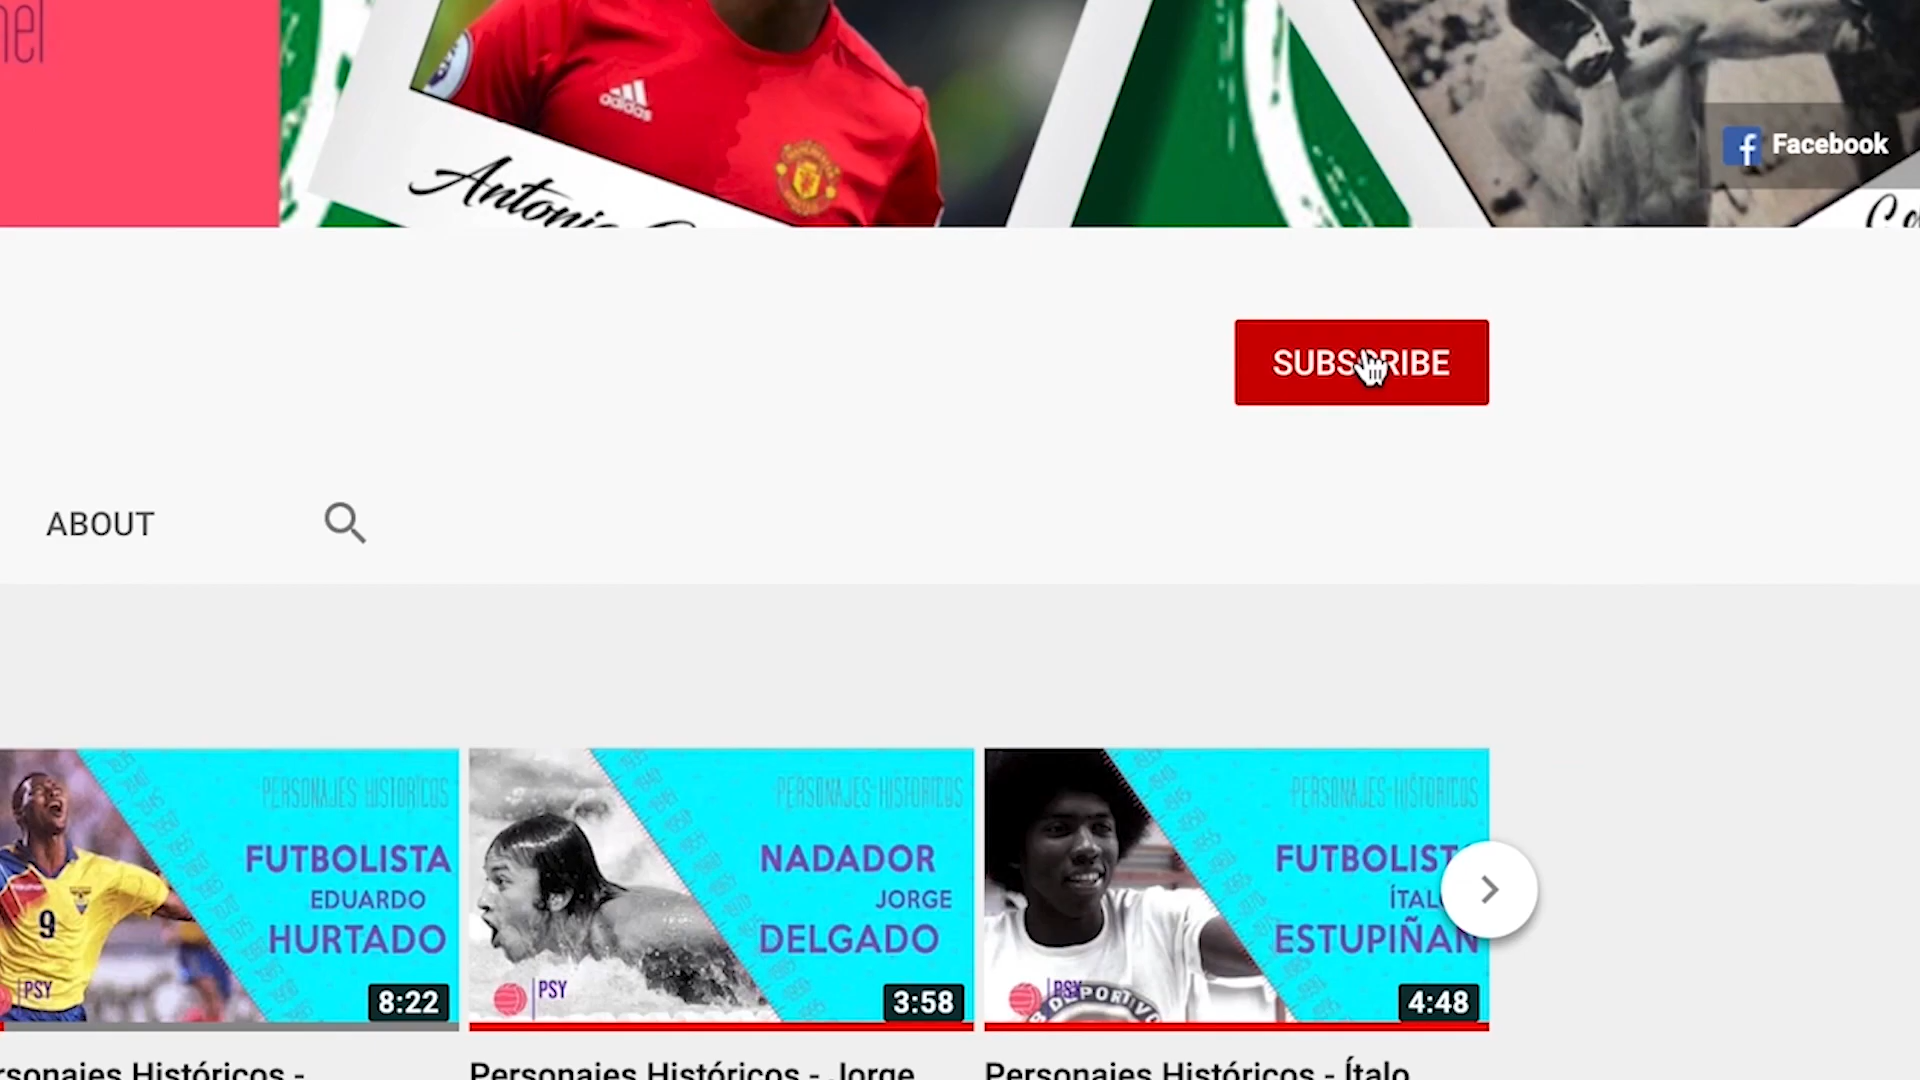 nel
adidas
Antonio
Facebook
SUBSCRIBE
ABOUT
PERSONAJES HISTÓRICOS
FUTBOLISTA
EDUARDO
HURTADO
9
PSY
8:22
PERSONAJES HISTÓRICOS
NADADOR
JORGE
DELGADO
PSY
3:58
PERSONAJES HISTÓRICOS
FUTBOLIST
ÍTAL
ESTUPIÑAN
PSY
4:48
rsonajes Históricos -
Personajes Históricos - Jorge
Personajes Históricos - Ítalo